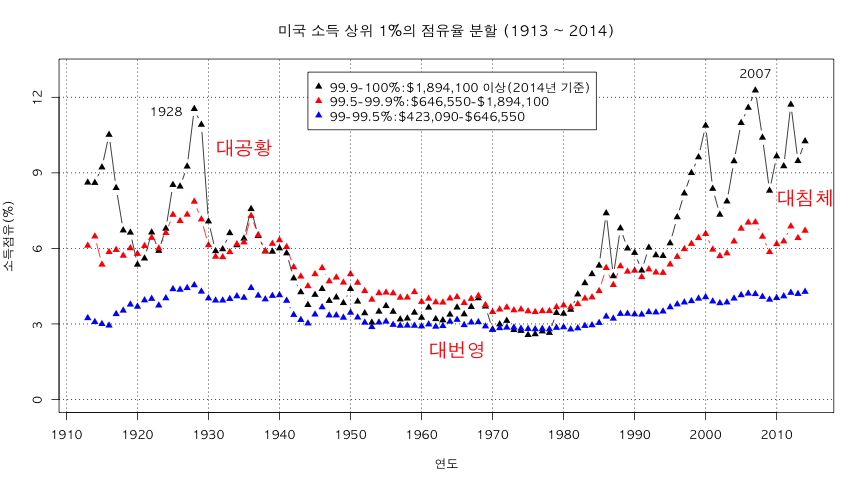 미국 소득 상위 1%의 점유율 분할 (1913 ~ 2014)
2007
99.9-100%:$1,894,100 이상(2014년 기준)
99.5-99.9%:$646,550-$1,894,100
99-99.5%:$423,090-$646,550
1928
대공황
대침체
대번영
소득점유(%)
12
9
6
3
0
1910 1920 1930 1940 1950 1960 1970 1980 1990 2000 2010
연도